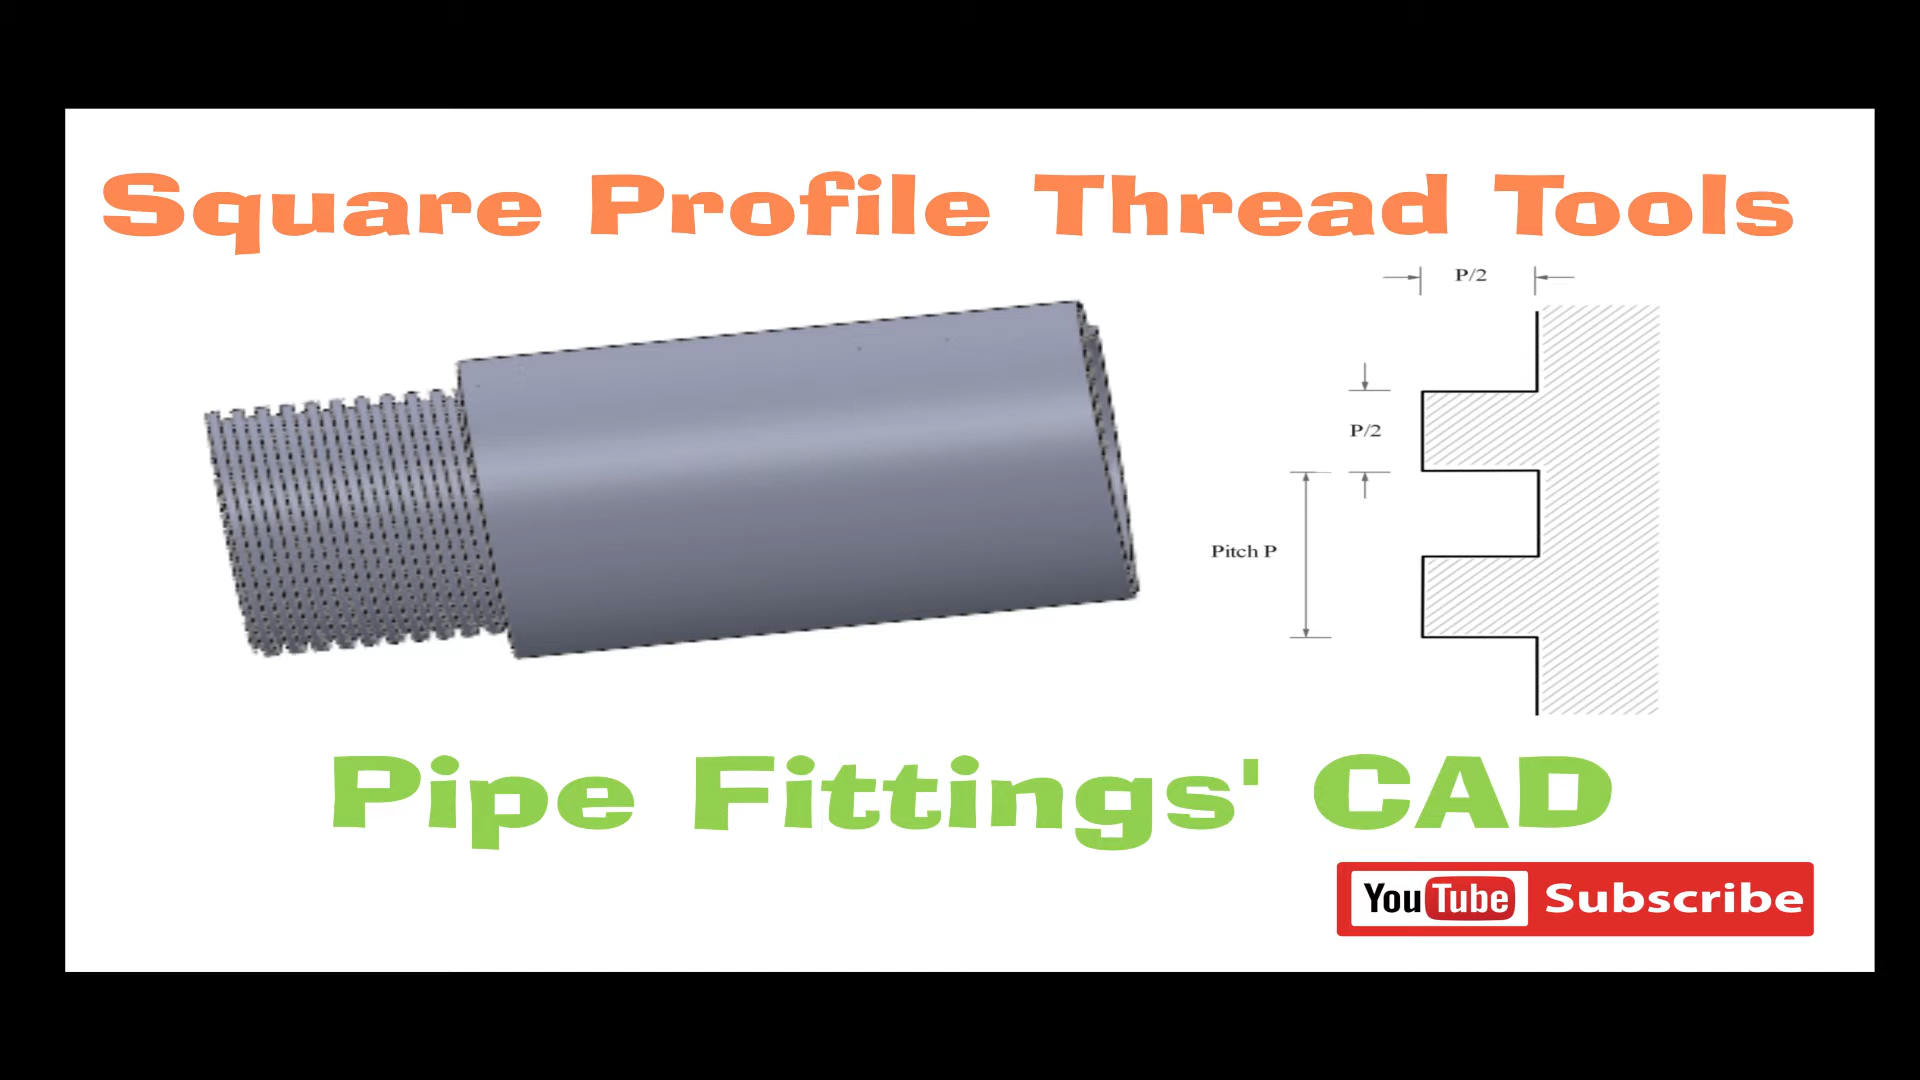 Square Profile Thread Tools
P/2
P/2
Pitch P
Pipe Fittings' CAD
YouTube Subscribe